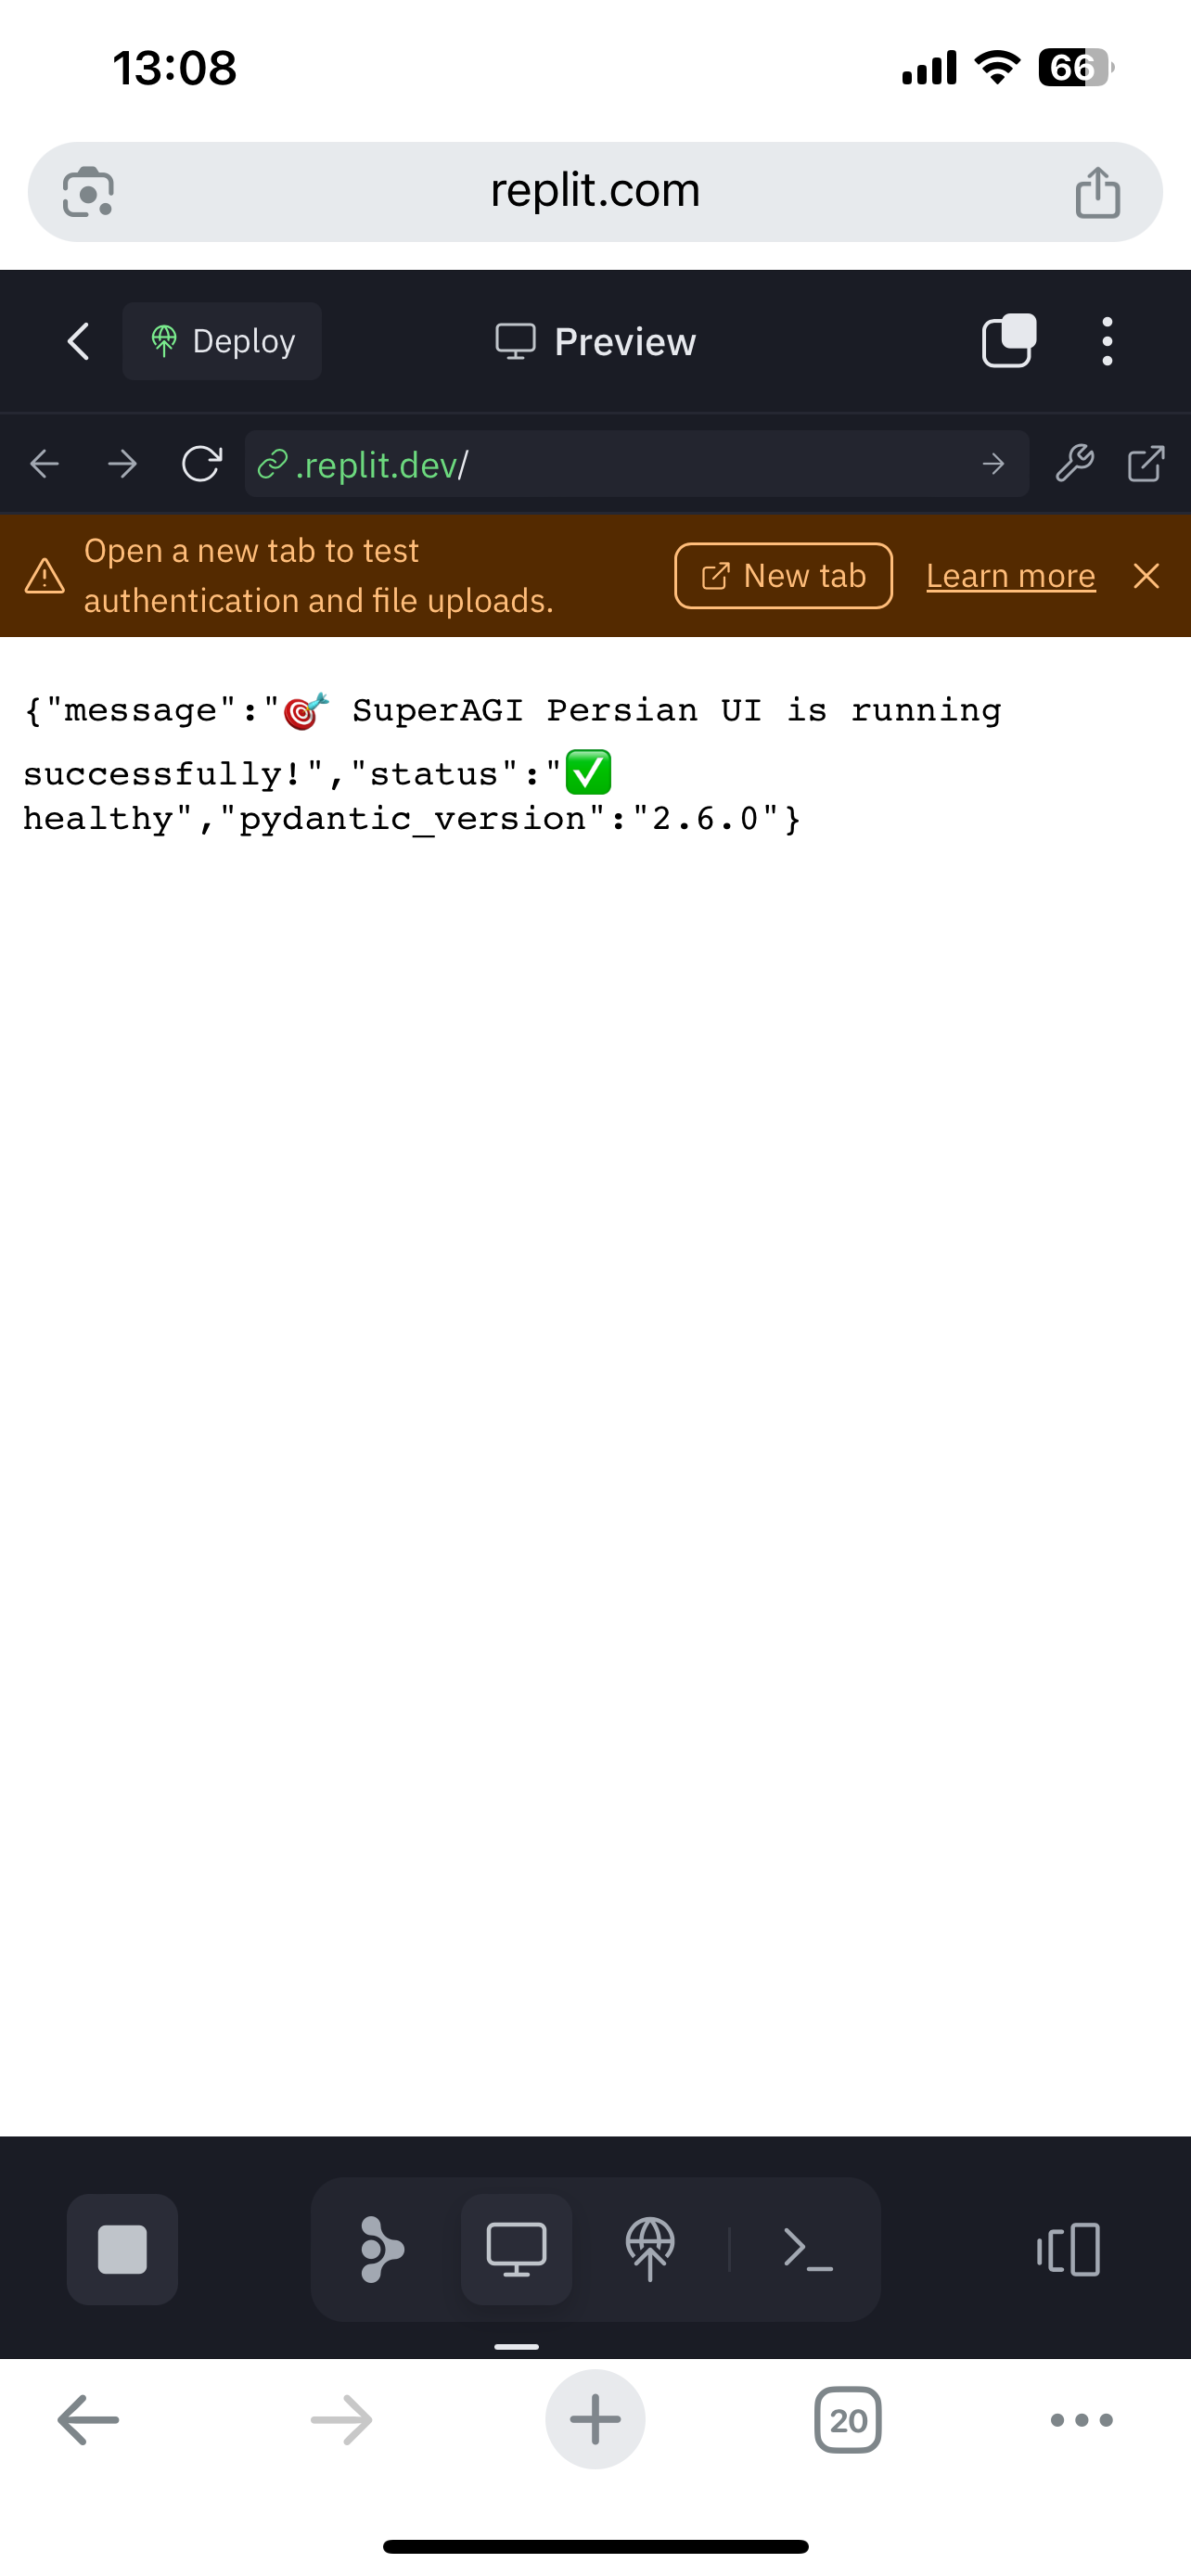 13:08
66
replit.com
Deploy
Preview
.replit.dev/
Open a new tab to test
authentication and file uploads.
New tab
Learn more
{"message":"🎯 SuperAGI Persian UI is running
successfully!","status":"✅
healthy","pydantic_version":"2.6.0"}
20